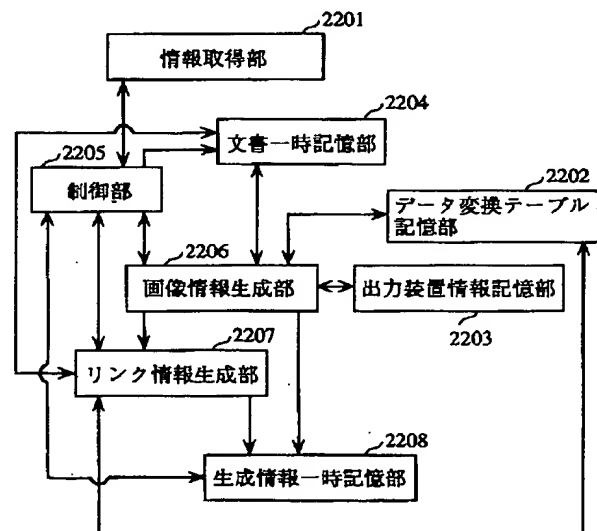 2201
情報取得部
2204
文書一時記憶部
2205
制御部
2202
データ変換テーブル
記憶部
2206
画像情報生成部
出力装置情報記憶部
2203
2207
リンク情報生成部
2208
生成情報一時記憶部